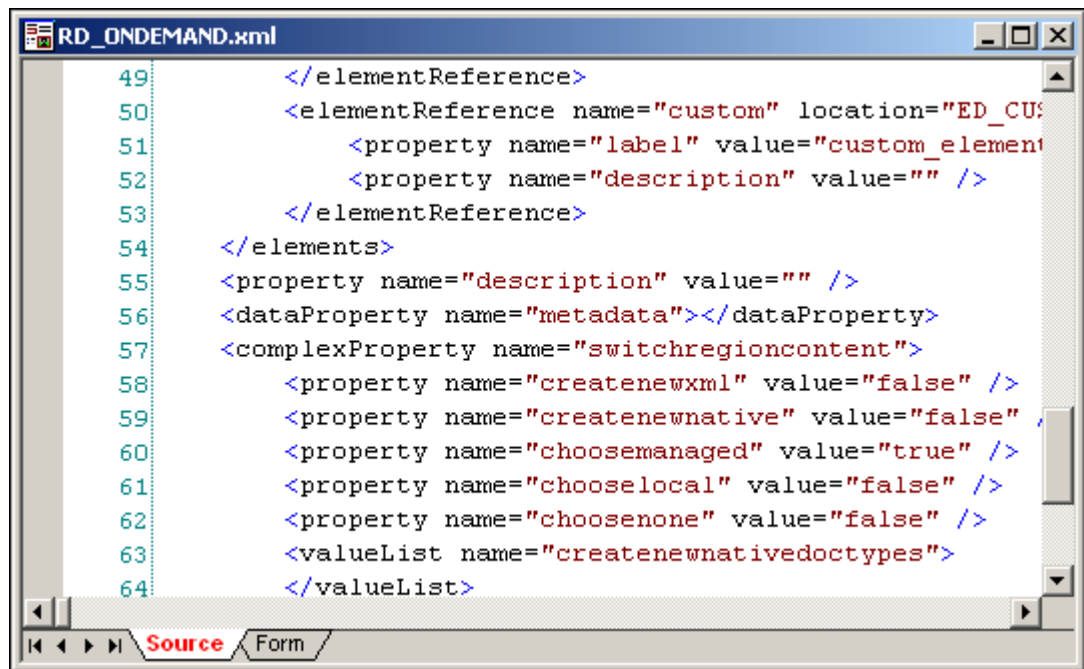 RD_ONDEMAND.xml
49 </elementReference>
50 <elementReference name="custom" location="ED_CUS
51 <property name="label" value="custom_element
52 <property name="description" value="" />
53 </elementReference>
54 </elements>
55 <property name="description" value="" />
56 <dataProperty name="metadata"></dataProperty>
57 <complexProperty name="switchregioncontent">
58 <property name="createnewxml" value="false" />
59 <property name="createnewnative" value="false" /
60 <property name="choosemanaged" value="true" />
61 <property name="chooselocal" value="false" />
62 <property name="choosenone" value="false" />
63 <valueList name="createnewnativedoctypes">
64 </valueList>
Source Form